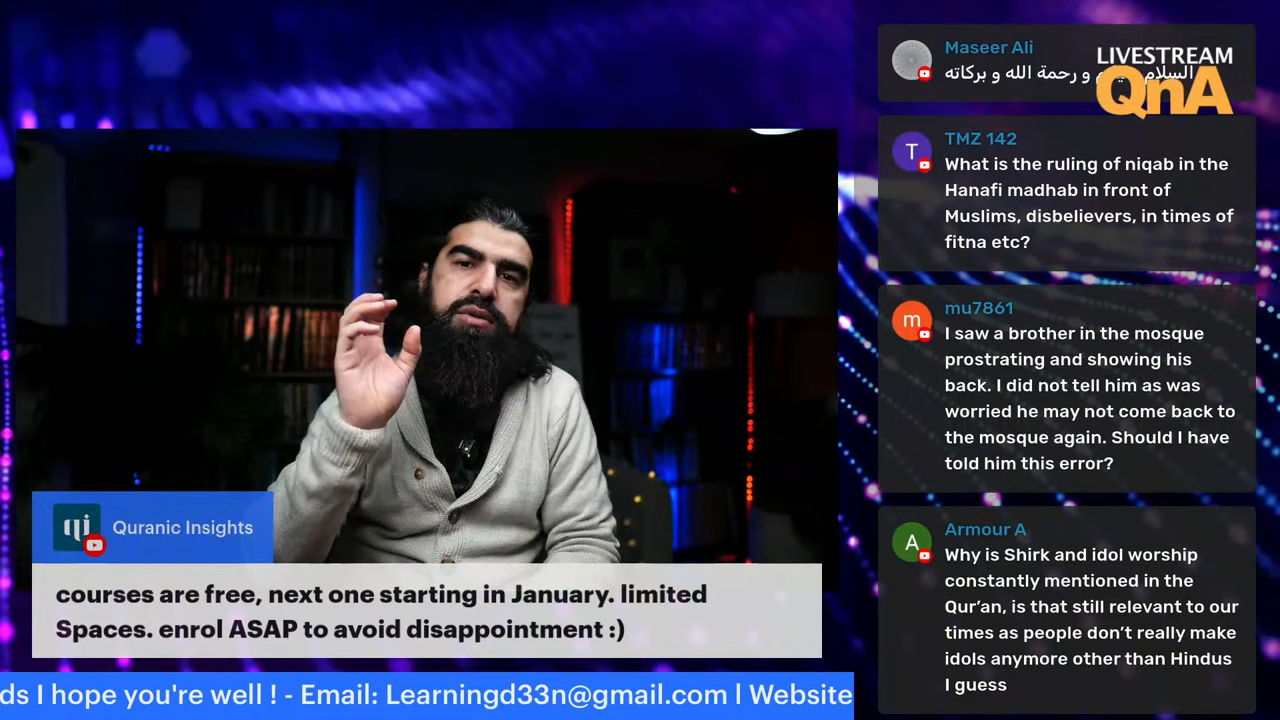 Maseer Ali
السلام و رحمة الله و بركاته
LIVESTREAM
QnA
TMZ 142
What is the ruling of niqab in the
Hanafi madhab in front of
Muslims, disbelievers, in times of
fitna etc?
mu7861
I saw a brother in the mosque
prostrating and showing his
back. I did not tell him as was
worried he may not come back to
the mosque again. Should I have
told him this error?
Armour A
Why is Shirk and idol worship
constantly mentioned in the
Qur’an, is that still relevant to our
times as people don’t really make
idols anymore other than Hindus
I guess
qi
Quranic Insights
courses are free, next one starting in January. limited
Spaces. enrol ASAP to avoid disappointment :)
ds I hope you're well ! - Email: Learningd33n@gmail.com l Website